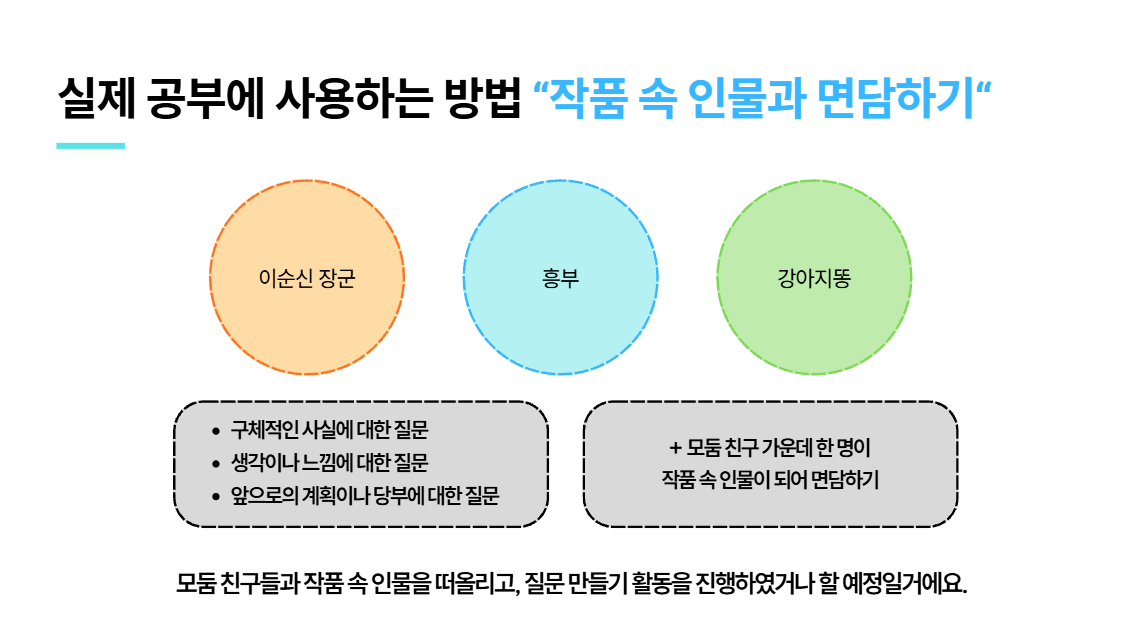 실제 공부에 사용하는 방법 “작품 속 인물과 면담하기“
이순신 장군
흥부
강아지똥
• 구체적인 사실에 대한 질문
• 생각이나 느낌에 대한 질문
• 앞으로의 계획이나 당부에 대한 질문
+ 모둠 친구 가운데 한 명이
작품 속 인물이 되어 면담하기
모둠 친구들과 작품 속 인물을 떠올리고, 질문 만들기 활동을 진행하였거나 할 예정일거에요.